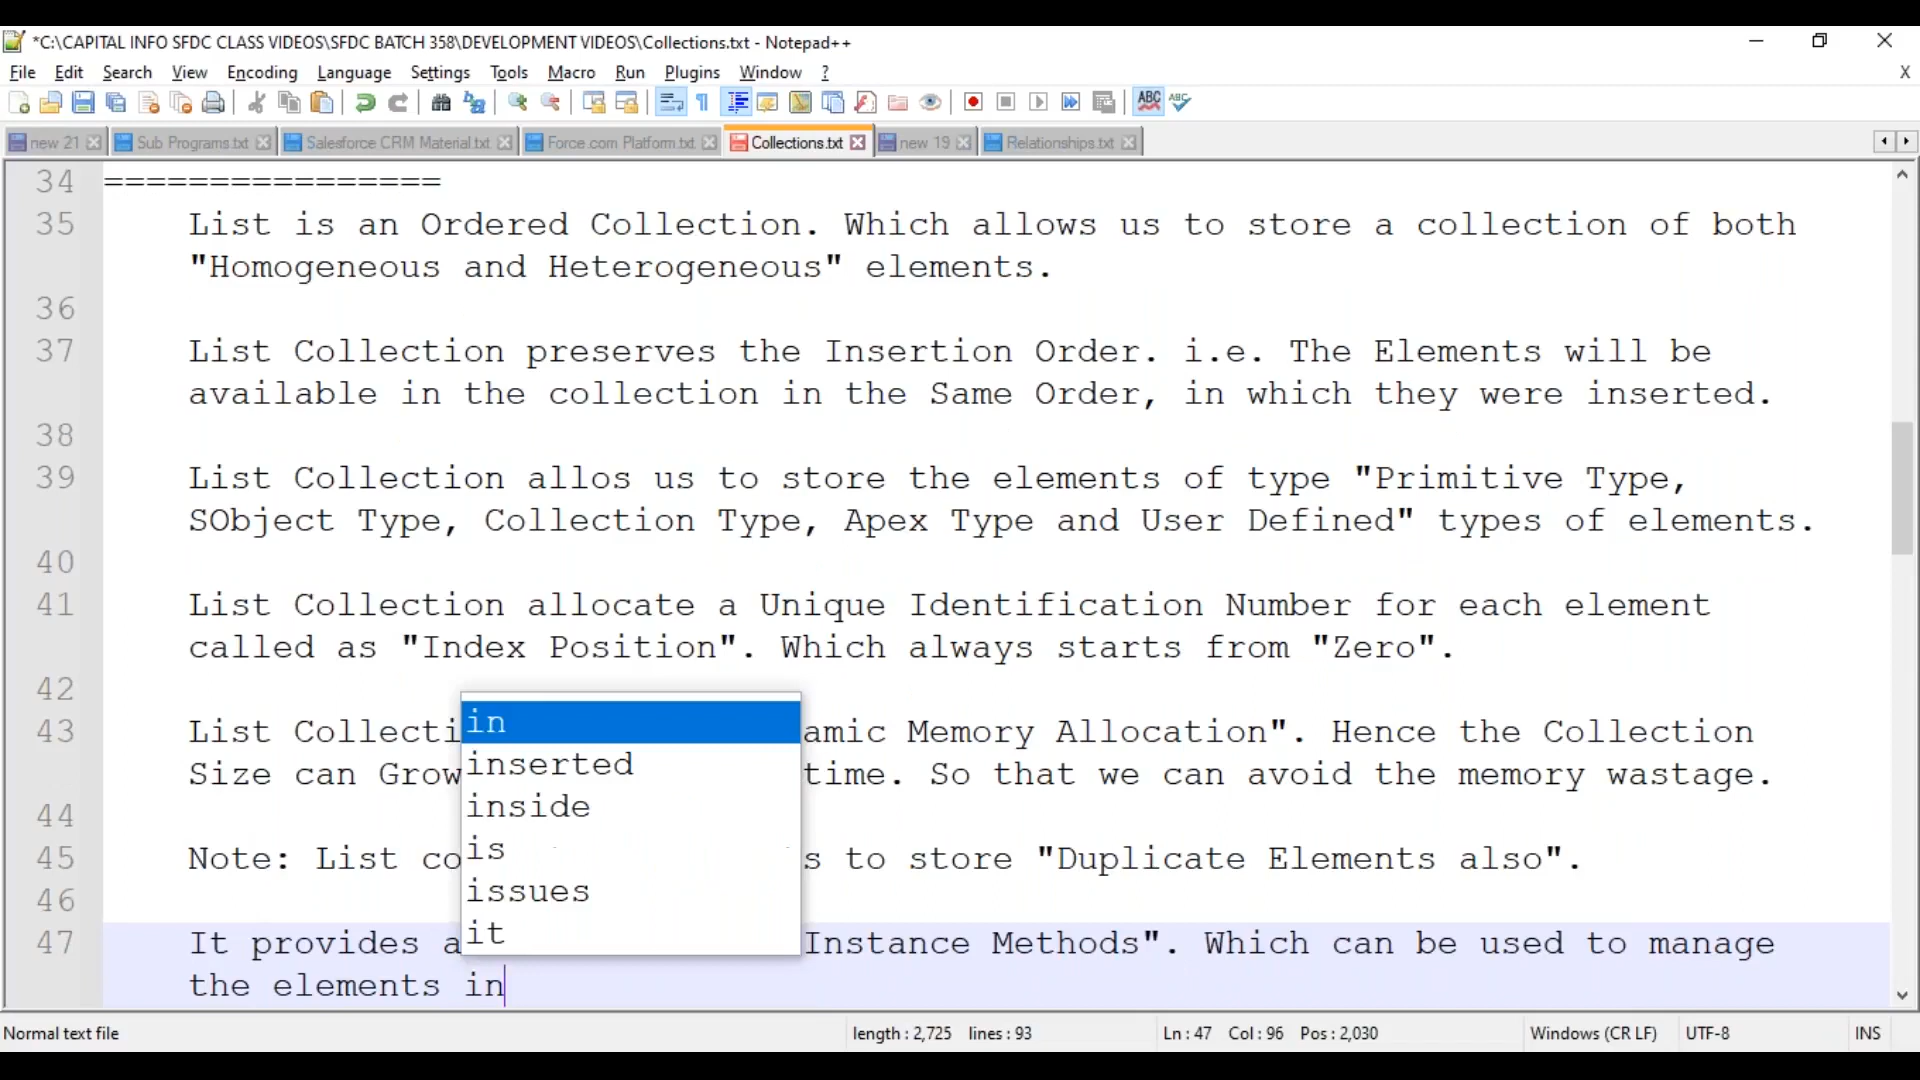 *C:\CAPITAL INFO SFDC CLASS VIDEOS\SFDC BATCH 358\DEVELOPMENT VIDEOS\Collections.txt - Notepad++
File Edit Search View Encoding Language Settings Tools Macro Run Plugins Window ? X
new 21 Sub Programs.txt Salesforce CRM Material.txt Force.com Platform.txt Collections.txt new 19 Relationships.txt
34 ================
35 List is an Ordered Collection. Which allows us to store a collection of both
"Homogeneous and Heterogeneous" elements.
36
37 List Collection preserves the Insertion Order. i.e. The Elements will be
available in the collection in the Same Order, in which they were inserted.
38
39 List Collection allos us to store the elements of type "Primitive Type,
SObject Type, Collection Type, Apex Type and User Defined" types of elements.
40
41 List Collection allocate a Unique Identification Number for each element
called as "Index Position". Which always starts from "Zero".
42
43 List Collecti amic Memory Allocation". Hence the Collection
Size can Grow time. So that we can avoid the memory wastage.
44
45 Note: List co s to store "Duplicate Elements also".
46
47 It provides a Instance Methods". Which can be used to manage
the elements in
in
inserted
inside
is
issues
it
Normal text file length : 2,725 lines : 93 Ln : 47 Col : 96 Pos : 2,030 Windows (CR LF) UTF-8 INS